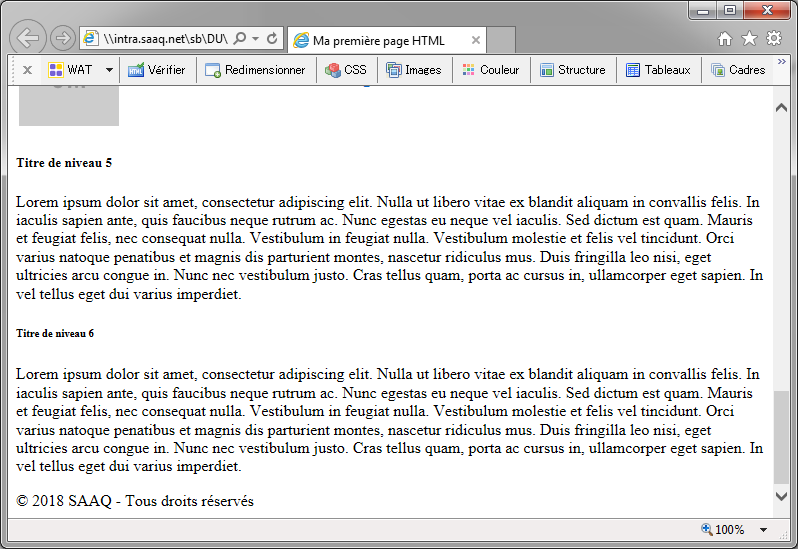 \\intra.saaq.net\sb\DU\
Ma première page HTML
WAT Vérifier Redimensionner CSS Images Couleur Structure Tableaux Cadres
Titre de niveau 5
Lorem ipsum dolor sit amet, consectetur adipiscing elit. Nulla ut libero vitae ex blandit aliquam in convallis felis. In
iaculis sapien ante, quis faucibus neque rutrum ac. Nunc egestas eu neque vel iaculis. Sed dictum est quam. Mauris
et feugiat felis, nec consequat nulla. Vestibulum in feugiat nulla. Vestibulum molestie et felis vel tincidunt. Orci
varius natoque penatibus et magnis dis parturient montes, nascetur ridiculus mus. Duis fringilla leo nisi, eget
ultricies arcu congue in. Nunc nec vestibulum justo. Cras tellus quam, porta ac cursus in, ullamcorper eget sapien. In
vel tellus eget dui varius imperdiet.
Titre de niveau 6
Lorem ipsum dolor sit amet, consectetur adipiscing elit. Nulla ut libero vitae ex blandit aliquam in convallis felis. In
iaculis sapien ante, quis faucibus neque rutrum ac. Nunc egestas eu neque vel iaculis. Sed dictum est quam. Mauris
et feugiat felis, nec consequat nulla. Vestibulum in feugiat nulla. Vestibulum molestie et felis vel tincidunt. Orci
varius natoque penatibus et magnis dis parturient montes, nascetur ridiculus mus. Duis fringilla leo nisi, eget
ultricies arcu congue in. Nunc nec vestibulum justo. Cras tellus quam, porta ac cursus in, ullamcorper eget sapien. In
vel tellus eget dui varius imperdiet.
© 2018 SAAQ - Tous droits réservés
100%